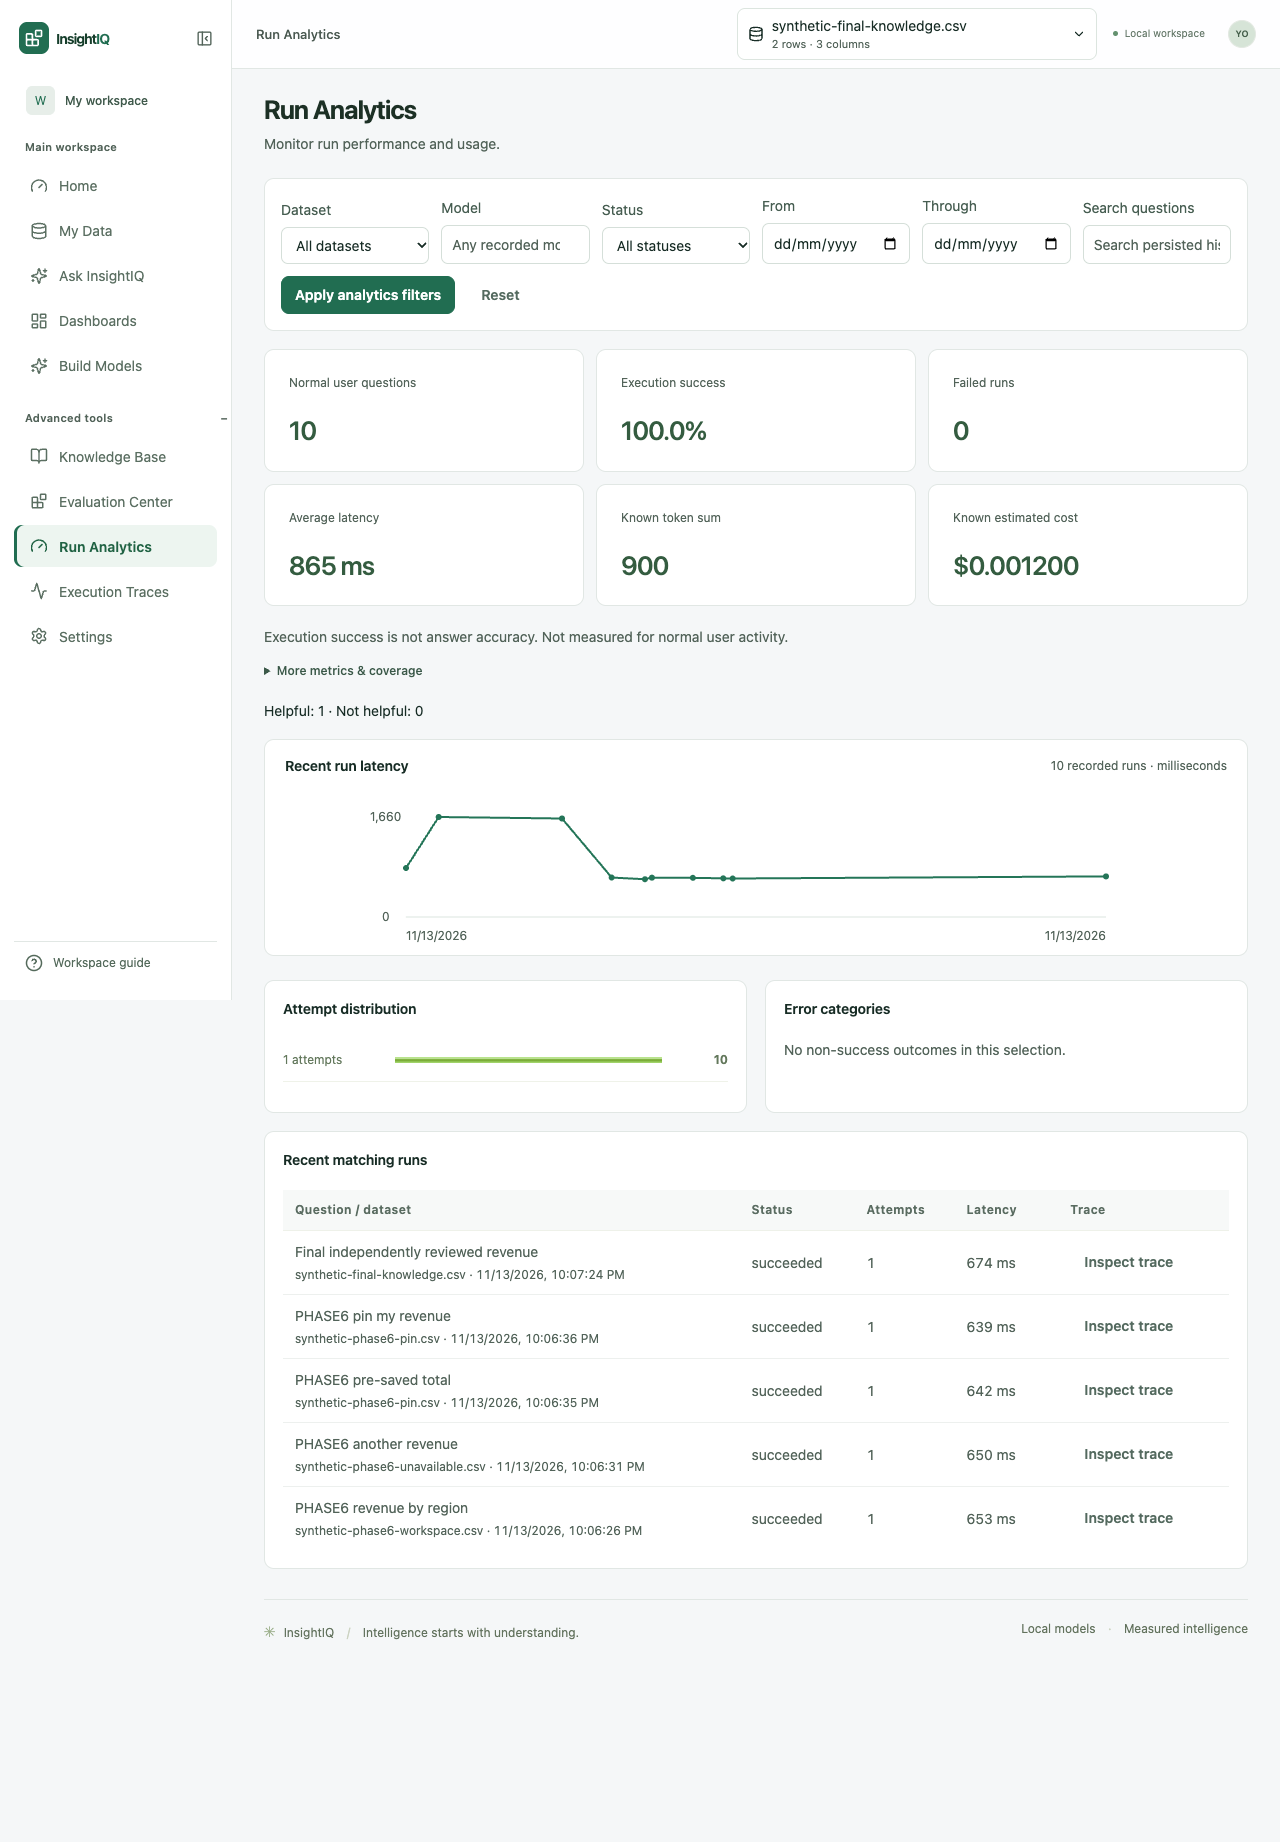 InsightIQ
W My workspace
Main workspace
Home
My Data
Ask InsightIQ
Dashboards
Build Models
Advanced tools –
Knowledge Base
Evaluation Center
Run Analytics
Execution Traces
Settings
Workspace guide
Run Analytics
synthetic-final-knowledge.csv
2 rows · 3 columns
Local workspace
YO
Run Analytics
Monitor run performance and usage.
Dataset Model Status From Through Search questions
All datasets Any recorded mo All statuses dd/mm/yyyy dd/mm/yyyy Search persisted his
Apply analytics filters Reset
Normal user questions
10
Execution success
100.0%
Failed runs
0
Average latency
865 ms
Known token sum
900
Known estimated cost
$0.001200
Execution success is not answer accuracy. Not measured for normal user activity.
More metrics & coverage
Helpful: 1 · Not helpful: 0
Recent run latency 10 recorded runs · milliseconds
1,660
0
11/13/2026 11/13/2026
Attempt distribution
1 attempts 10
Error categories
No non-success outcomes in this selection.
Recent matching runs
Question / dataset Status Attempts Latency Trace
Final independently reviewed revenue
synthetic-final-knowledge.csv · 11/13/2026, 10:07:24 PM
succeeded 1 674 ms Inspect trace
PHASE6 pin my revenue
synthetic-phase6-pin.csv · 11/13/2026, 10:06:36 PM
succeeded 1 639 ms Inspect trace
PHASE6 pre-saved total
synthetic-phase6-pin.csv · 11/13/2026, 10:06:35 PM
succeeded 1 642 ms Inspect trace
PHASE6 another revenue
synthetic-phase6-unavailable.csv · 11/13/2026, 10:06:31 PM
succeeded 1 650 ms Inspect trace
PHASE6 revenue by region
synthetic-phase6-workspace.csv · 11/13/2026, 10:06:26 PM
succeeded 1 653 ms Inspect trace
InsightIQ / Intelligence starts with understanding.
Local models · Measured intelligence